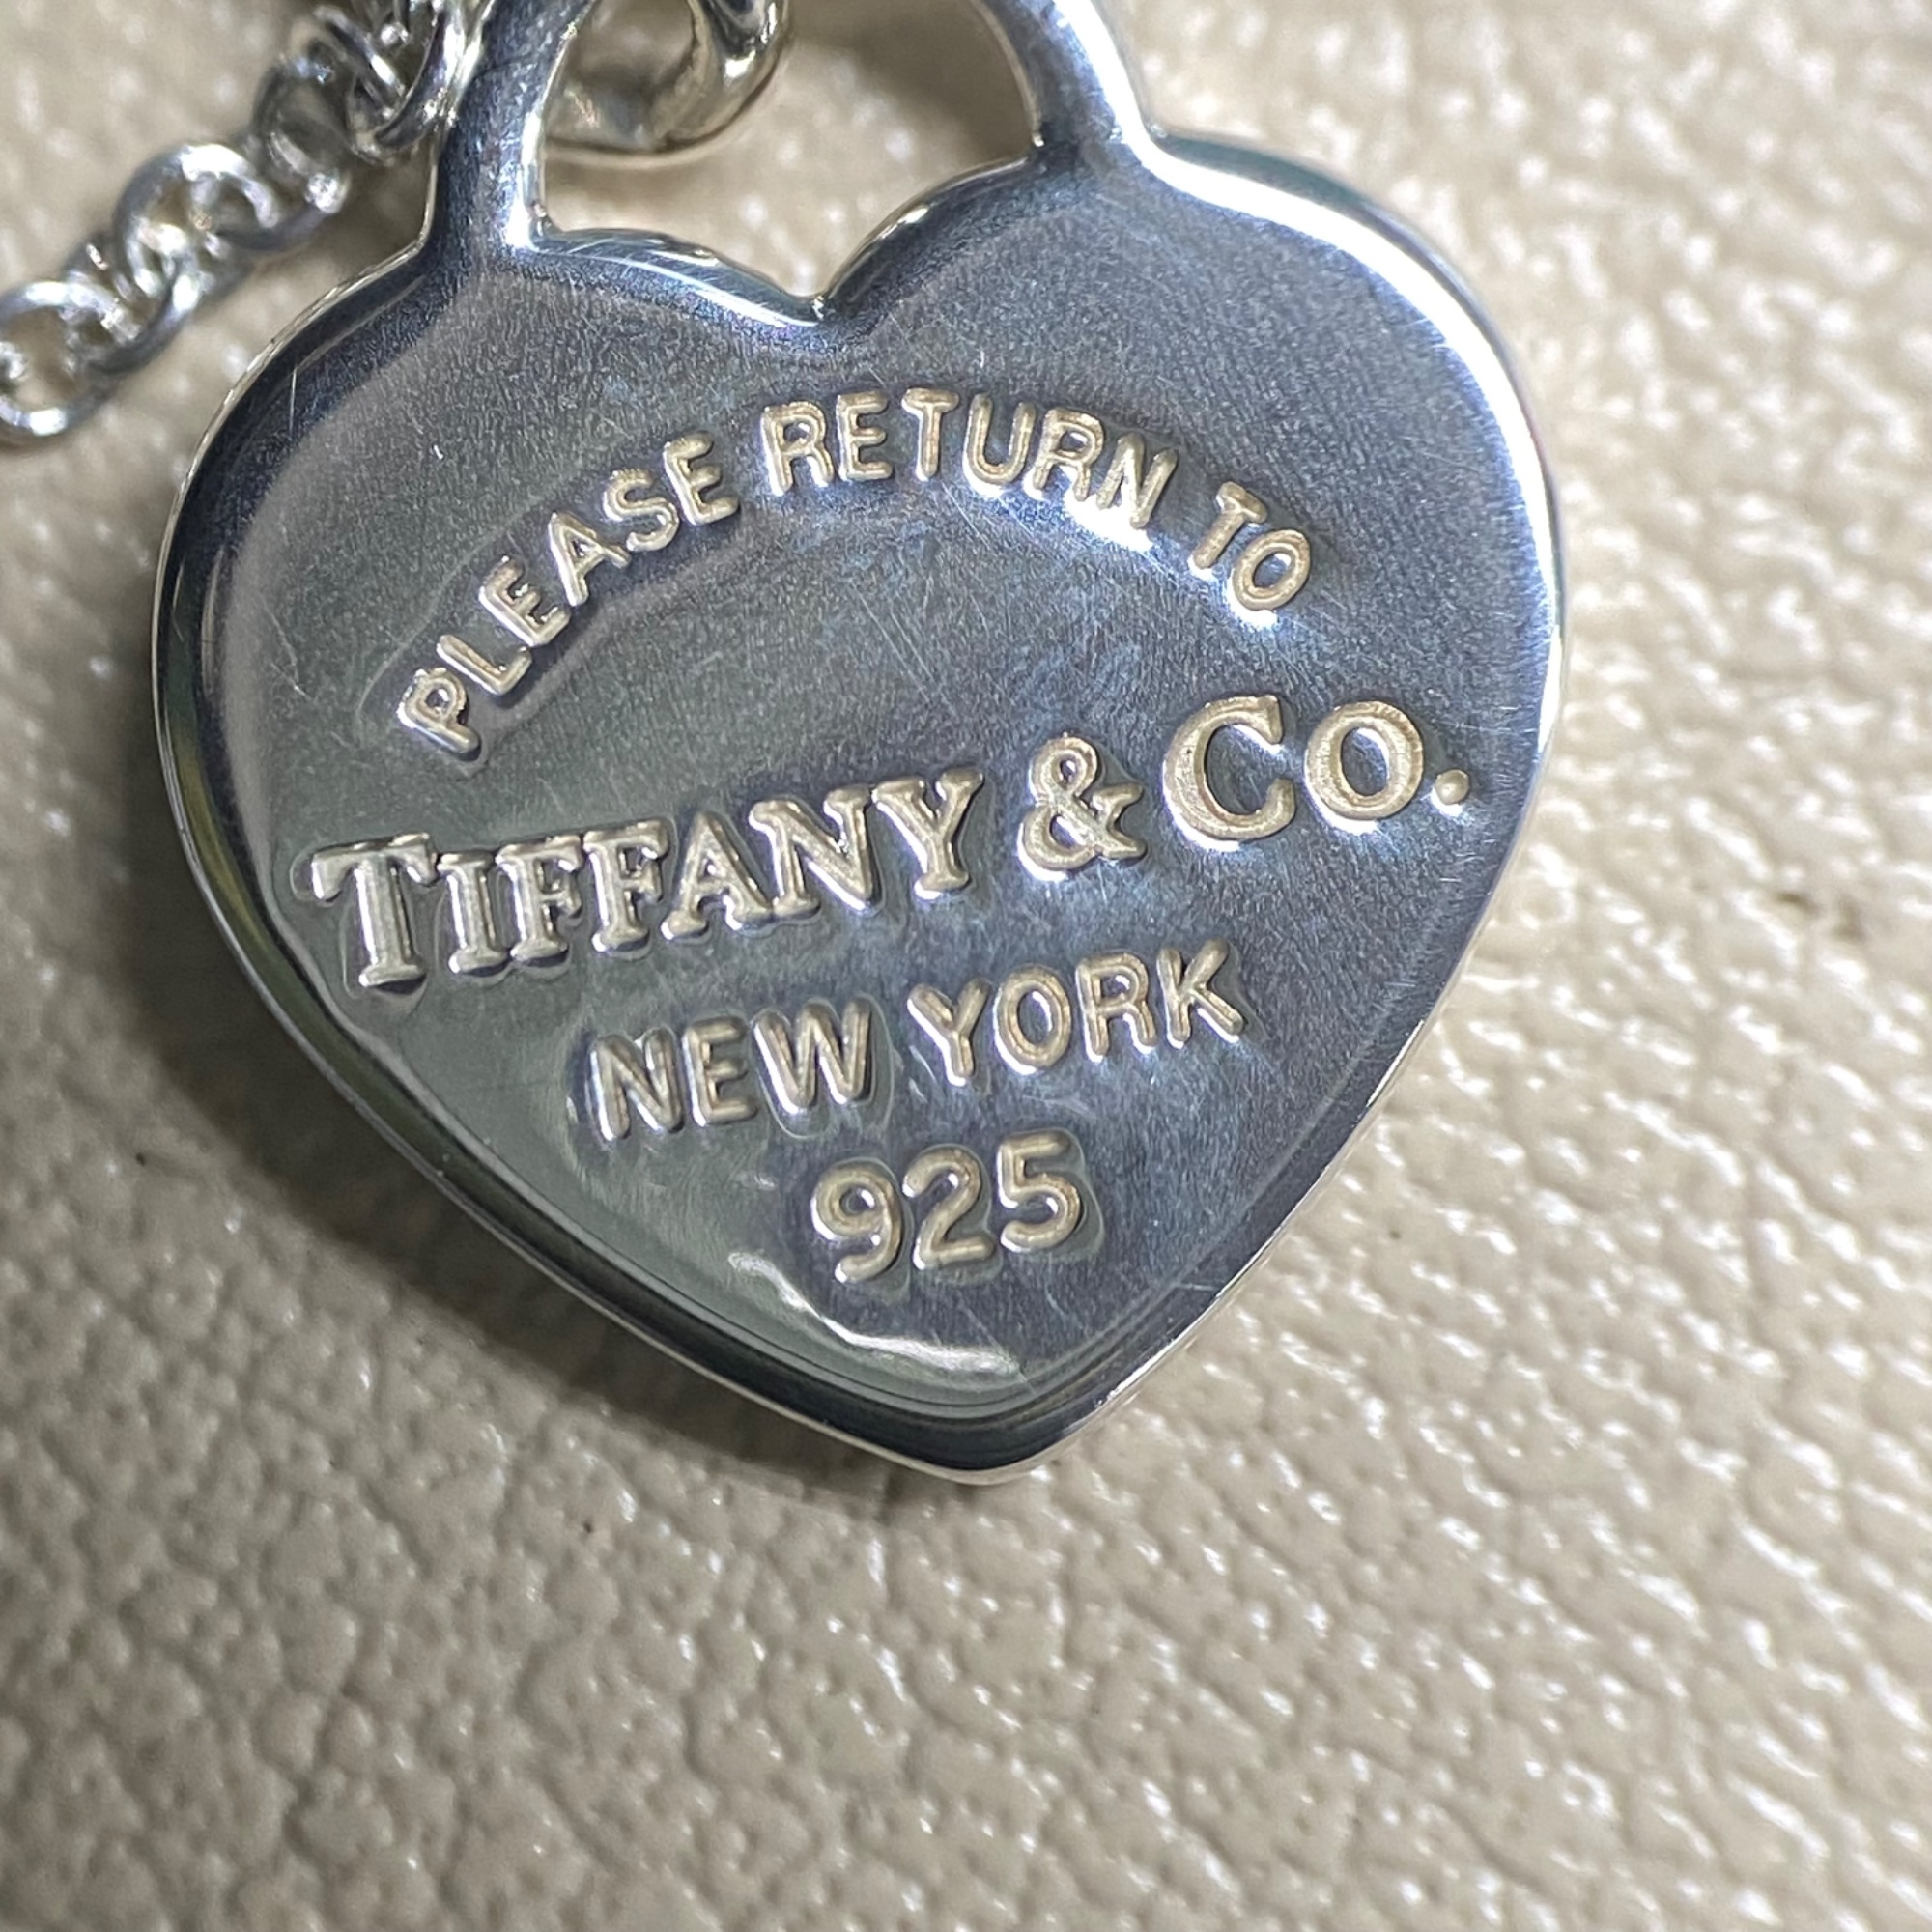 PLEASE RETURN TO
TIFFANY & CO.
NEW YORK
925